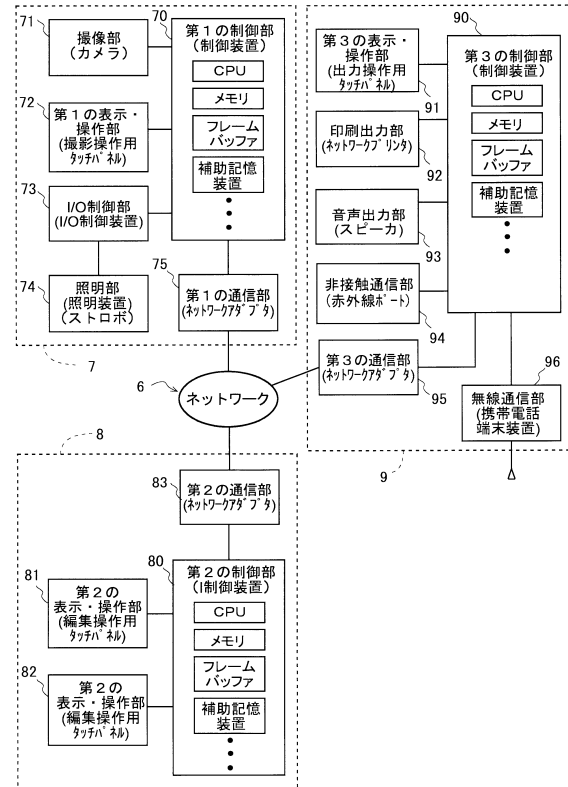 71
撮像部
(カメラ)
72
第1の表示・
操作部
(撮影操作用
タッチパネル)
73
I/O制御部
(I/O制御装置)
74
照明部
(照明装置)
(ストロボ)
70
第1の制御部
(制御装置)
CPU
メモリ
フレーム
バッファ
補助記憶
装置
75
第1の通信部
(ネットワークアダプタ)
7
90
第3の制御部
(制御装置)
CPU
メモリ
フレーム
バッファ
補助記憶
装置
第3の表示・
操作部
(出力操作用
タッチパネル)
91
印刷出力部
(ネットワークプリンタ)
92
音声出力部
(スピーカ)
93
非接触通信部
(赤外線ポート)
94
第3の通信部
(ネットワークアダプタ)
95
96
無線通信部
(携帯電話
端末装置)
9
6
ネットワーク
8
83
第2の通信部
(ネットワークアダプタ)
80
第2の制御部
(I制御装置)
CPU
メモリ
フレーム
バッファ
補助記憶
装置
81
第2の
表示・操作部
(編集操作用
タッチパネル)
82
第2の
表示・操作部
(編集操作用
タッチパネル)